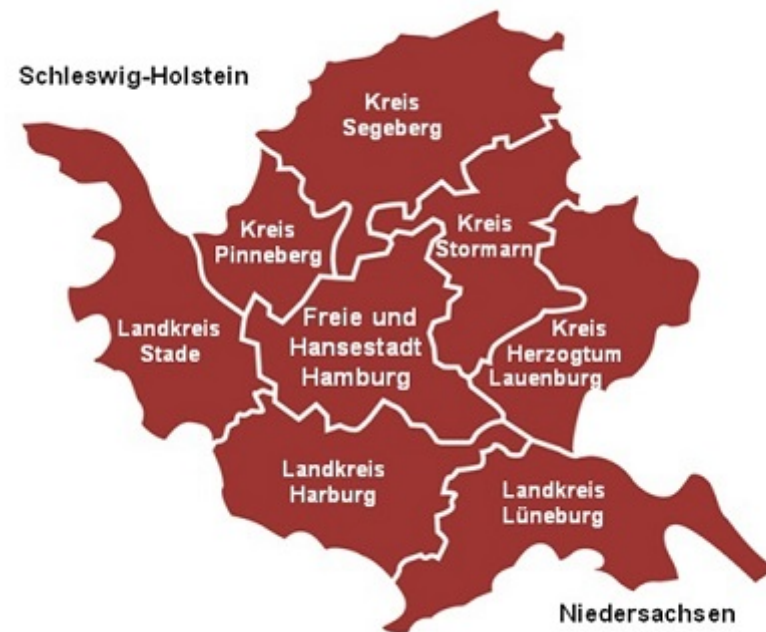 Schleswig-Holstein
Kreis
Segeberg
Kreis
Pinneberg
Kreis
Stormarn
Landkreis
Stade
Freie und
Hansestadt
Hamburg
Kreis
Herzogtum
Lauenburg
Landkreis
Harburg
Landkreis
Lüneburg
Niedersachsen